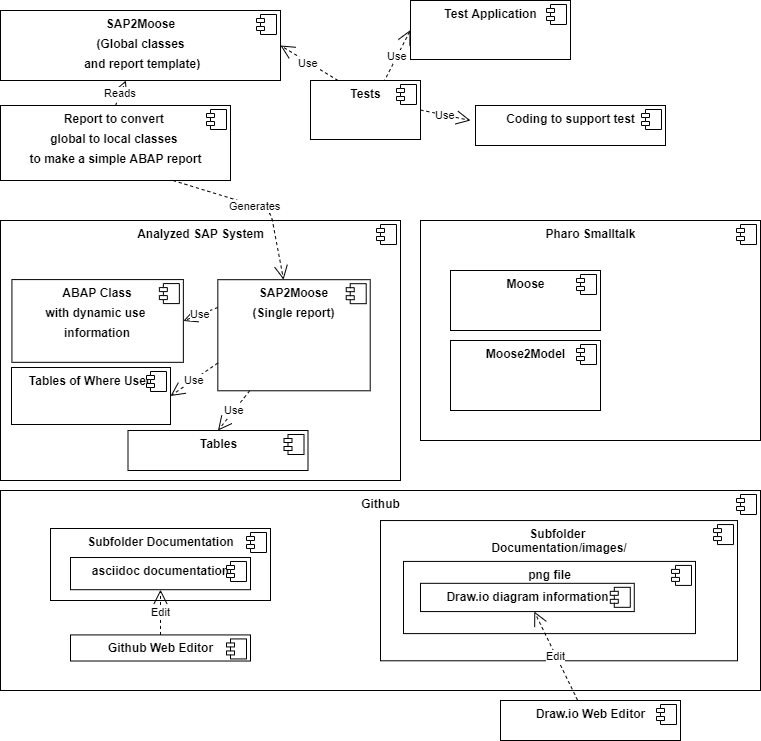 SAP2Moose
(Global classes
and report template)
Test Application
Use
Use
Reads
Tests
Report to convert
global to local classes
to make a simple ABAP report
Use
Coding to support test
Generates
Analyzed SAP System
Pharo Smalltalk
ABAP Class
with dynamic use
information
SAP2Moose
(Single report)
Use
Moose
Tables of Where Use
Use
Moose2Model
Use
Tables
Github
Subfolder Documentation
asciidoc documentation
Edit
Github Web Editor
Subfolder
Documentation/images/
png file
Draw.io diagram information
Edit
Draw.io Web Editor